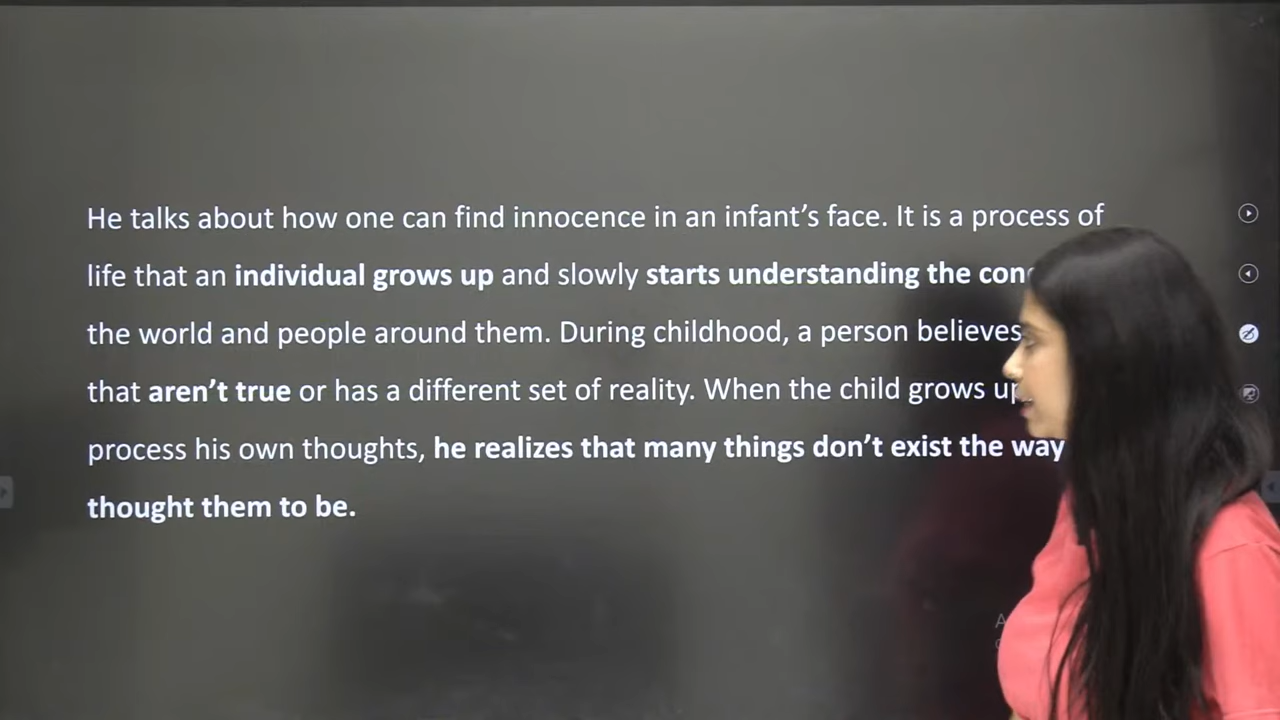 He talks about how one can find innocence in an infant’s face. It is a process of
life that an individual grows up and slowly starts understanding the
the world and people around them. During childhood, a person believes
that aren’t true or has a different set of reality. When the child grows
process his own thoughts, he realizes that many things don’t exist the way
thought them to be.